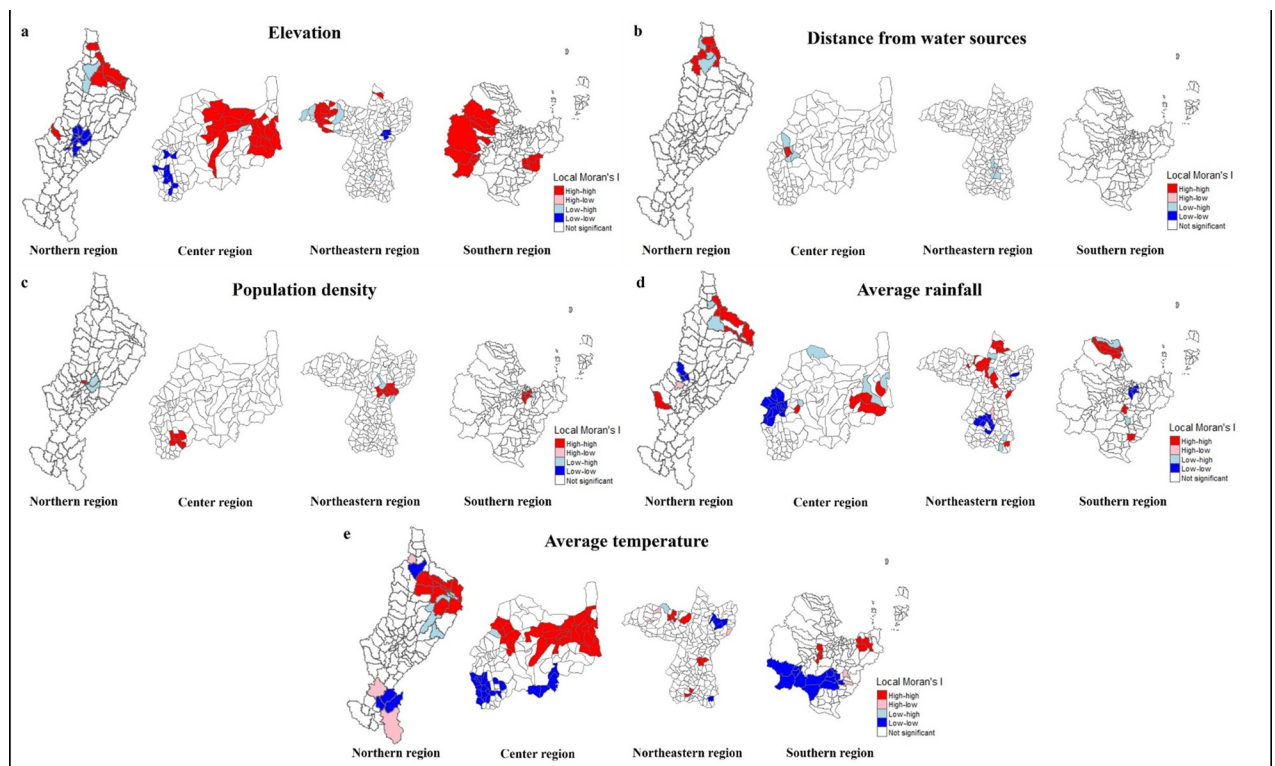 a
Elevation
Local Moran's I
High-high
High-low
Low-high
Low-low
Not significant
Northern region
Center region
Northeastern region
Southern region
b
Distance from water sources
Local Moran's I
High-high
High-low
Low-high
Low-low
Not significant
Northern region
Center region
Northeastern region
Southern region
c
Population density
Local Moran's I
High-high
High-low
Low-high
Low-low
Not significant
Northern region
Center region
Northeastern region
Southern region
d
Average rainfall
Local Moran's I
High-high
High-low
Low-high
Low-low
Not significant
Northern region
Center region
Northeastern region
Southern region
e
Average temperature
Local Moran's I
High-high
High-low
Low-high
Low-low
Not significant
Northern region
Center region
Northeastern region
Southern region